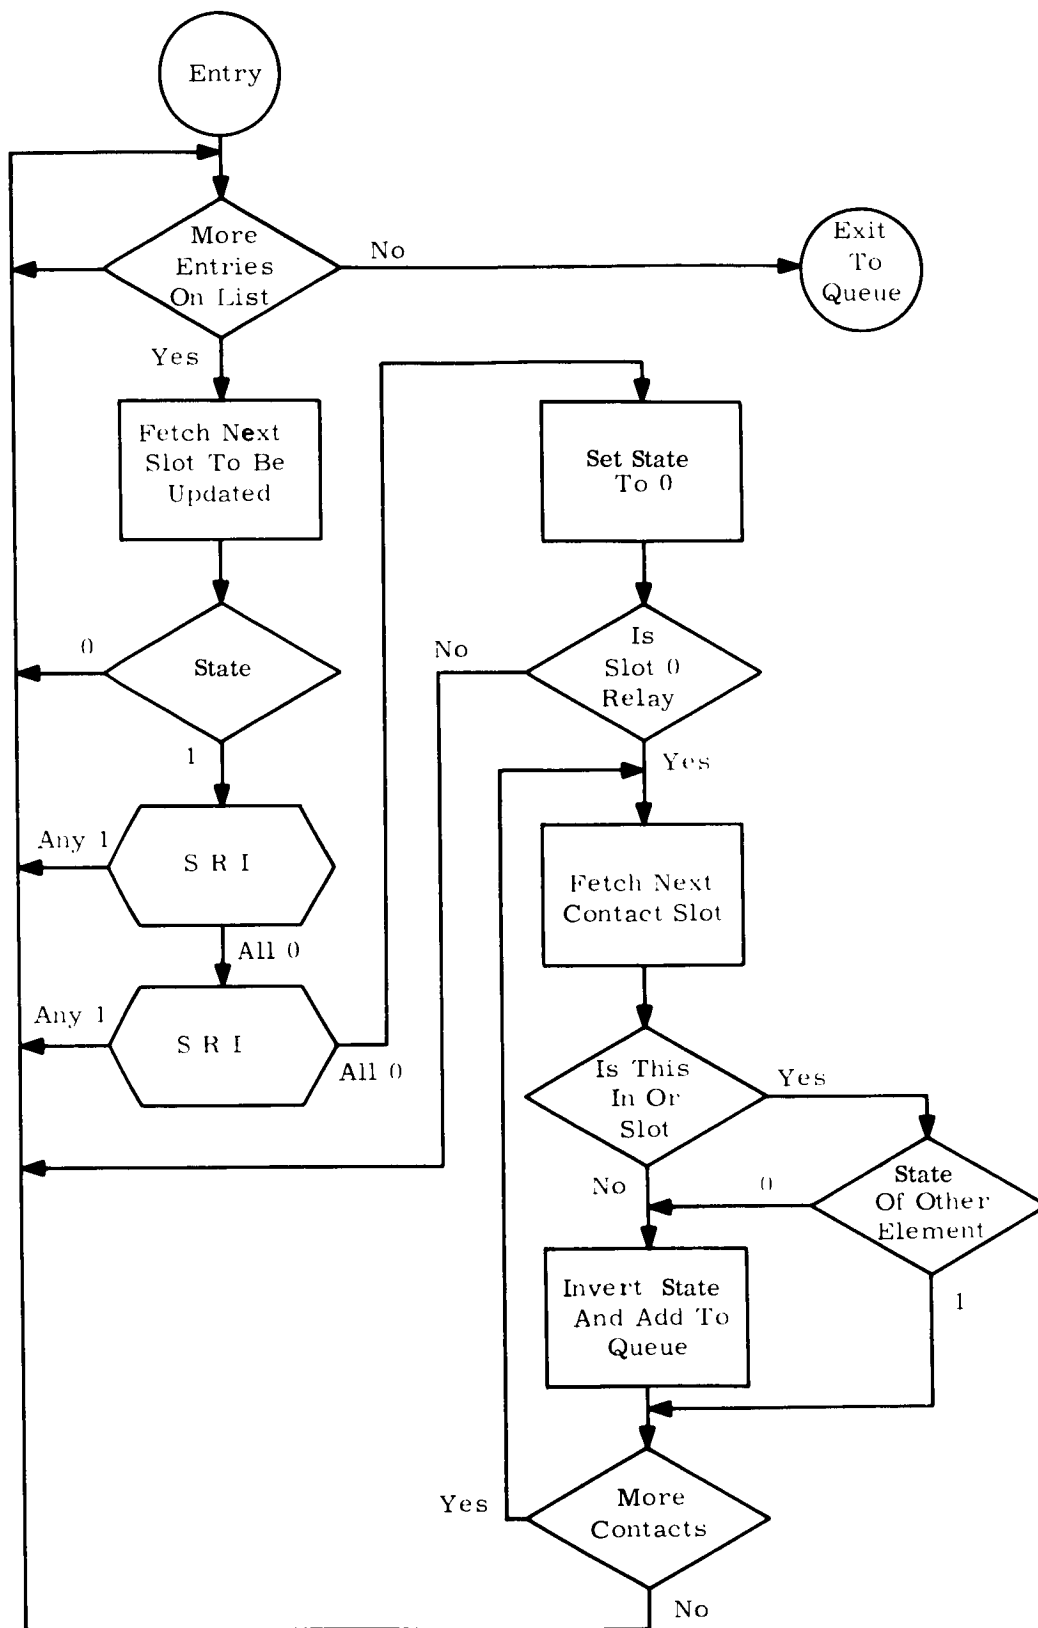 Entry
More
Entries
On List
No
Exit
To
Queue
Yes
Fetch Next
Slot To Be
Updated
Set State
To 0
0
State
1
No
Is
Slot 0
Relay
Yes
Any 1
S R I
All 0
Fetch Next
Contact Slot
Any 1
S R I
All 0
Is This
In Or
Slot
Yes
No
0
State
Of Other
Element
1
Invert State
And Add To
Queue
Yes
More
Contacts
No